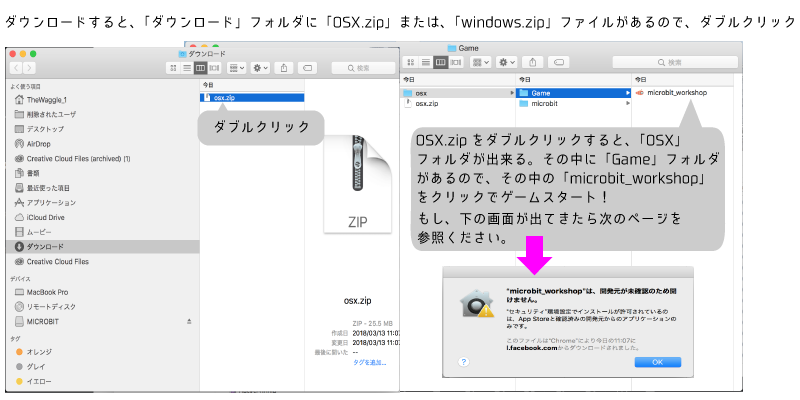 ダウンロードすると、「ダウンロード」フォルダに「OSX.zip」または、「windows.zip」ファイルがあるので、ダブルクリック
ダウンロード
検索
よく使う項目
TheWaggle_1
削除されたユーザ
デスクトップ
AirDrop
Creative Cloud Files (archived) (1)
書類
最近使った項目
アプリケーション
iCloud Drive
ムービー
ダウンロード
Creative Cloud Files
デバイス
MacBook Pro
リモートディスク
MICROBIT
タグ
オレンジ
グレイ
イエロー
今日
osx.zip
ダブルクリック
ZIP
osx.zip
ZIP - 25.5 MB
作成日 2018/03/13 11:07
変更日 2018/03/13 11:07
最後に開いた --
タグを追加...
Game
検索
今日
今日
今日
osx
osx.zip
Game
microbit
microbit_workshop
OSX.zip をダブルクリックすると、「OSX」
フォルダが出来る。その中に「Game」フォルダ
があるので、その中の「microbit_workshop」
をクリックでゲームスタート！
もし、下の画面が出てきたら次のページを
参照ください。
"microbit_workshop"は、開発元が未確認のため開
けません。
"セキュリティ"環境設定でインストールが許可されているの
は、App Storeと確認済みの開発元からのアプリケーションの
みです。
このファイルは"Chrome"により今日の11:07に
l.facebook.comからダウンロードされました。
?
OK